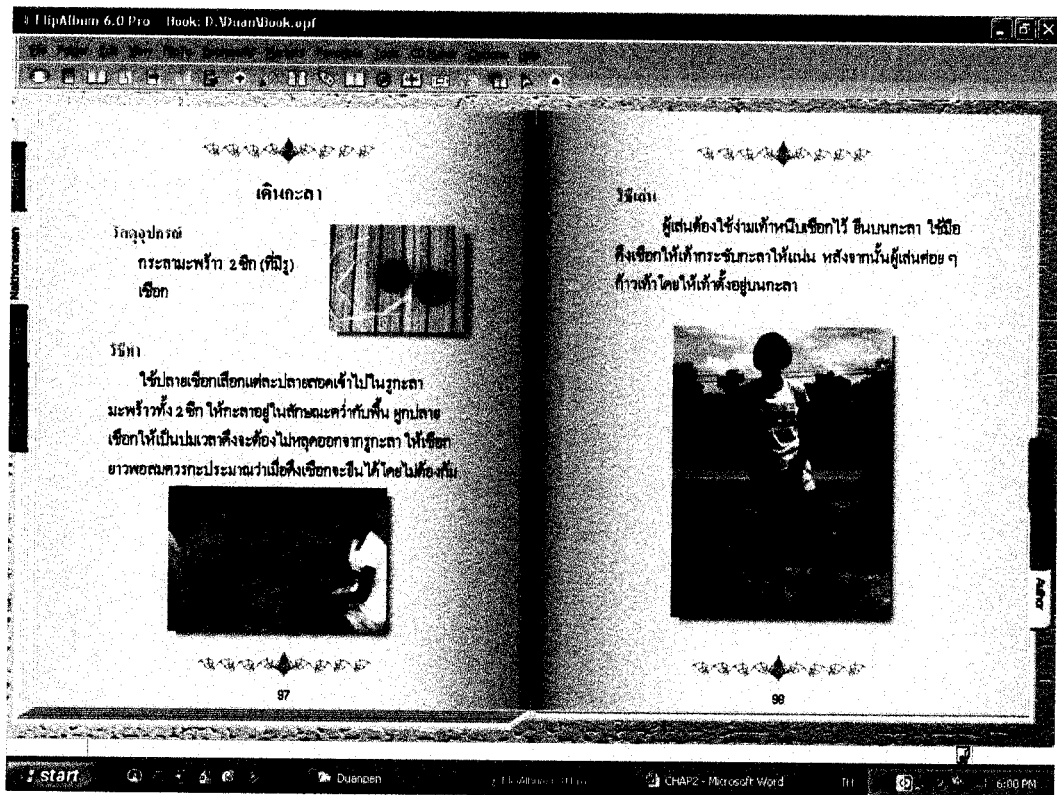 FlipAlbum 6.0 Pro Book: D:\Duan\Book.opf
เดินกะลา
วัสดุอุปกรณ์
กระลามะพร้าว 2 ซีก (ที่มีรู)
เชือก
วิธีทำ
ใช้ปลายเชือกเลือกแต่ละปลายสอดเข้าไปในรูกะลา
มะพร้าวทั้ง 2 ซีก ให้กะลาอยู่ในลักษณะคว่ำกับพื้น ผูกปลาย
เชือกให้เป็นปมเวลาดึงจะต้องไม่หลุดออกจากรูกะลา ให้เชือก
ยาวพอสมควรกะประมาณว่าเมื่อดึงเชือกจะยืนได้โดยไม่ต้องก้ม
97
วิธีเล่น
ผู้เล่นต้องใช้ง่ามเท้าหนีบเชือกไว้ ยืนบนกะลา ใช้มือ
ดึงเชือกให้เท้ากระชับกะลาให้แน่น หลังจากนั้นผู้เล่นค่อย ๆ
ก้าวเท้าโดยให้เท้าตั้งอยู่บนกะลา
98
Author
start
Duanpen
FlipAlbum 6.0 Pro
CHAP2 - Microsoft Word
TH
6:00 PM